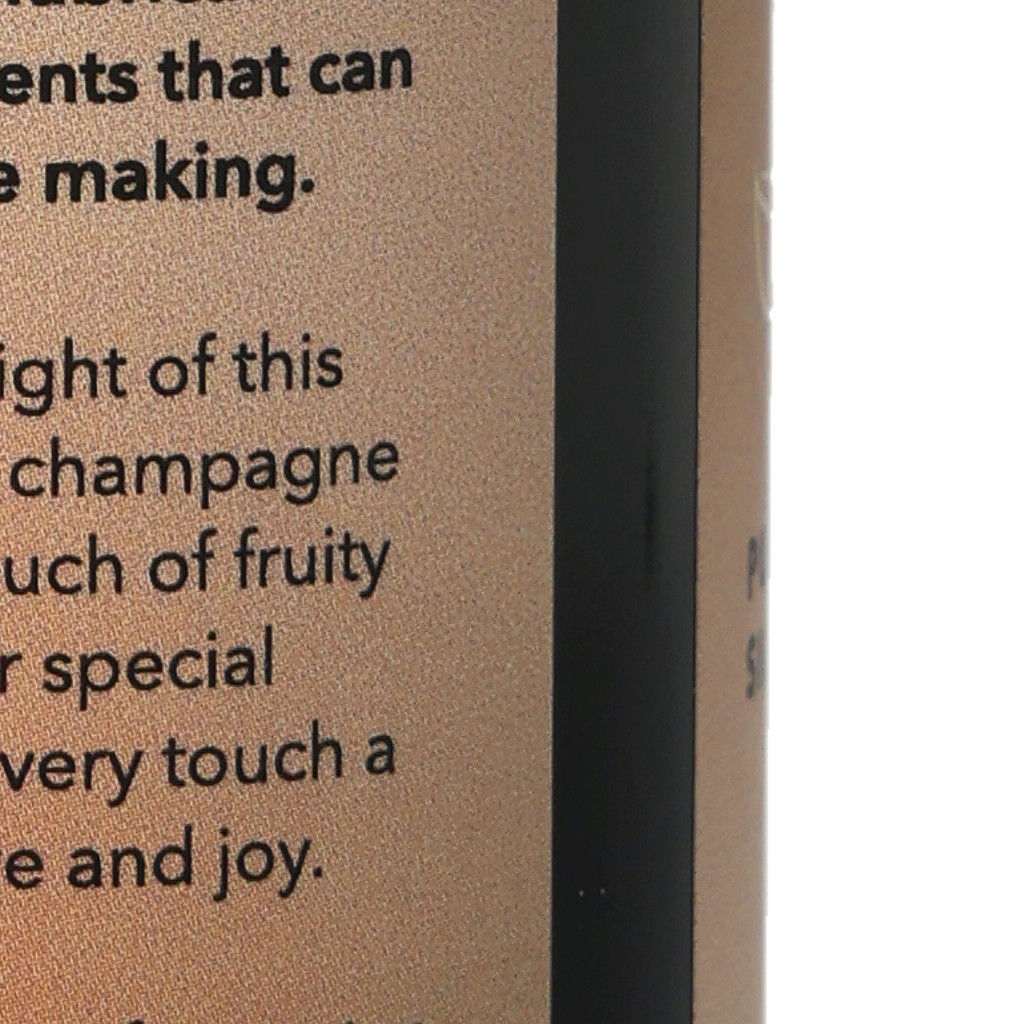 ents that can
e making.
ight of this
champagne
uch of fruity
r special
very touch a
e and joy.